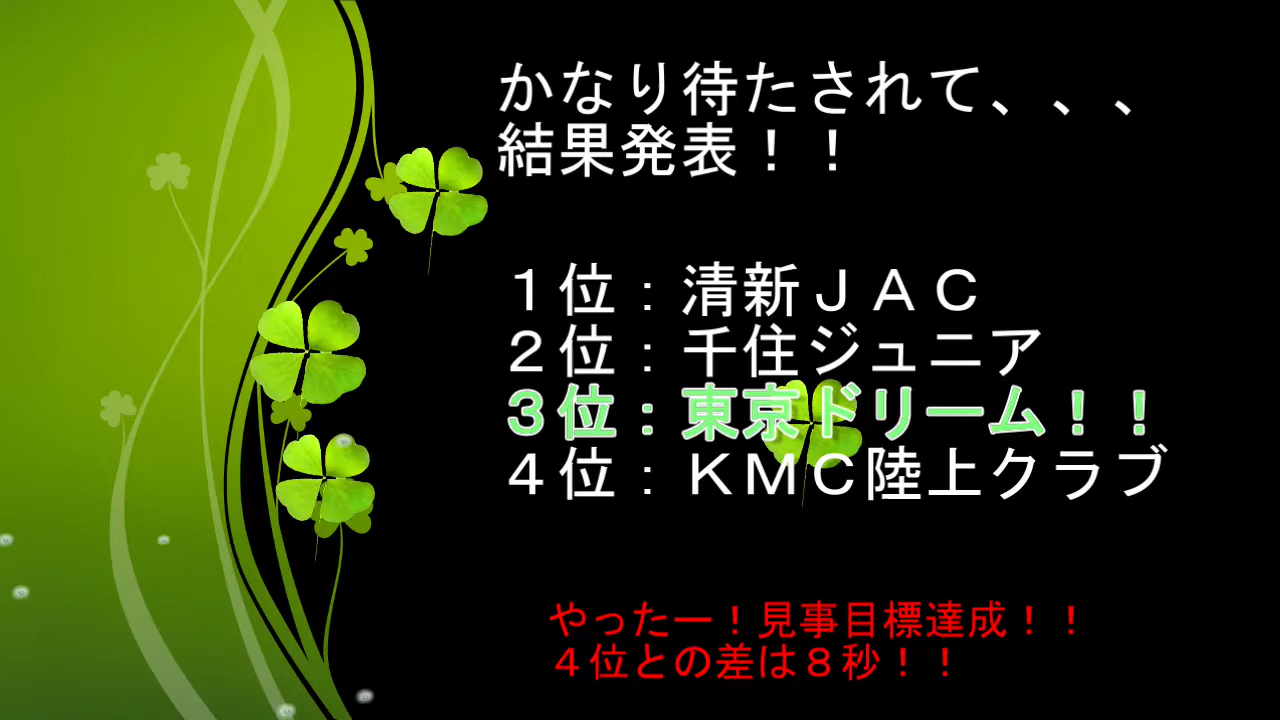 かなり待たされて、、、
結果発表！！
１位：清新ＪＡＣ
２位：千住ジュニア
３位：東京ドリーム！！
４位：ＫＭＣ陸上クラブ
やったー！見事目標達成！！
４位との差は８秒！！